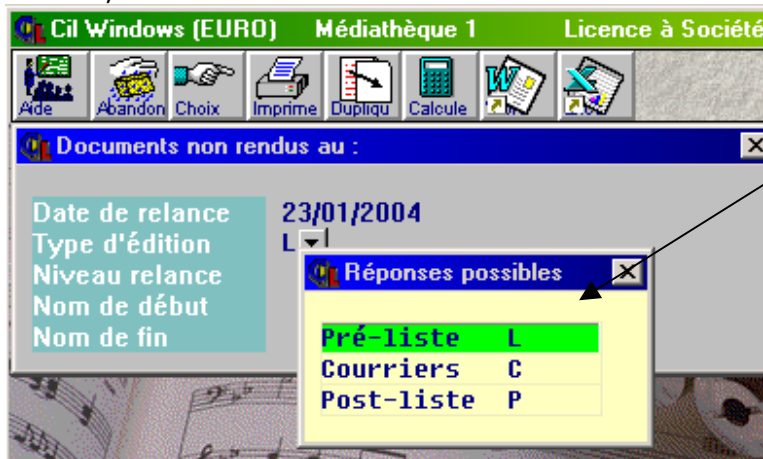 Cil Windows (EURO) Médiathèque 1 Licence à Société
Aide Abandon Choix Imprime Dupliqu Calcule
Documents non rendus au :
Date de relance 23/01/2004
Type d'édition L
Niveau relance
Nom de début
Nom de fin
Réponses possibles
Pré-liste L
Courriers C
Post-liste P